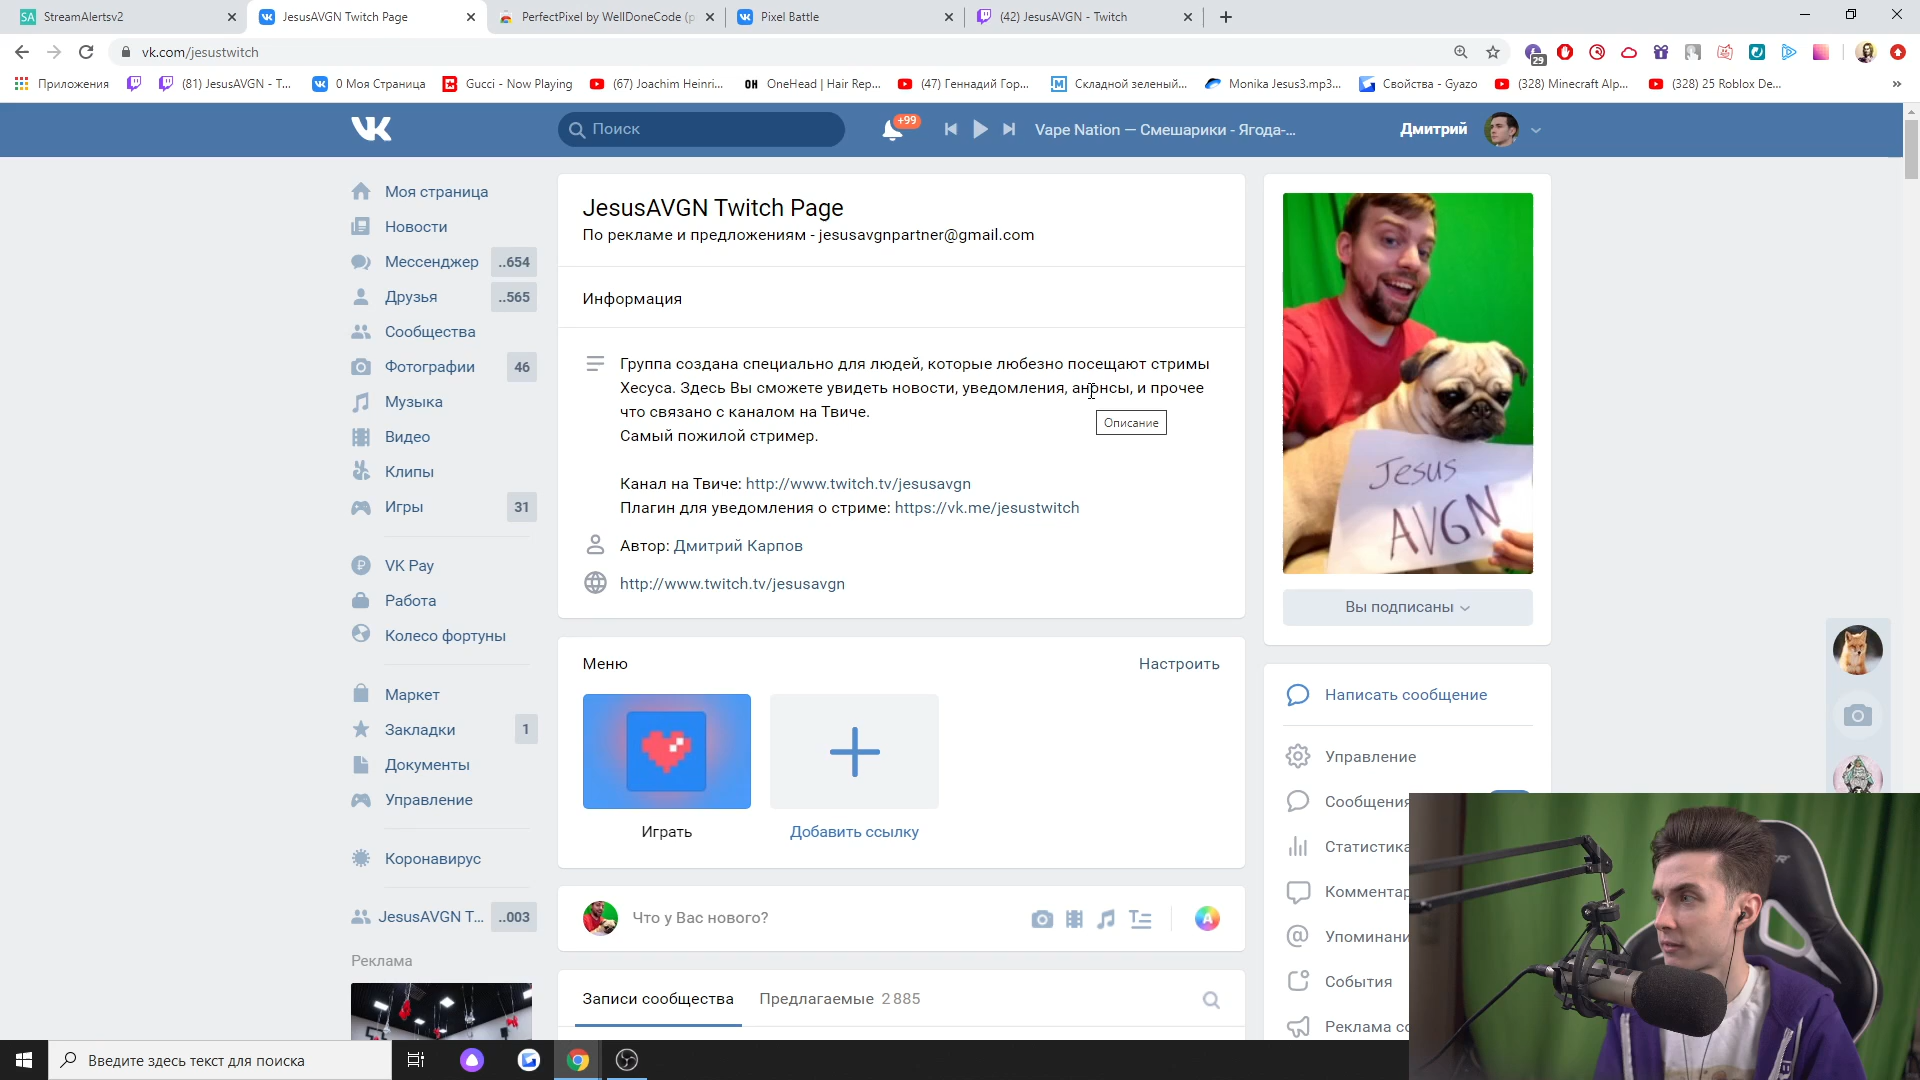 StreamAlertsv2
JesusAVGN Twitch Page
PerfectPixel by WellDoneCode (p
Pixel Battle
(42) JesusAVGN - Twitch
vk.com/jesustwitch
29
Приложения
(81) JesusAVGN - T...
0 Моя Страница
Gucci - Now Playing
(67) Joachim Heinri...
OH OneHead | Hair Rep...
(47) Геннадий Гор...
Складной зеленый...
Monika Jesus3.mp3...
Свойства - Gyazo
(328) Minecraft Alp...
(328) 25 Roblox De...
Поиск
+99
Vape Nation — Смешарики - Ягода-...
Дмитрий
Моя страница
Новости
Мессенджер ..654
Друзья ..565
Сообщества
Фотографии 46
Музыка
Видео
Клипы
Игры 31
VK Pay
Работа
Колесо фортуны
Маркет
Закладки 1
Документы
Управление
Коронавирус
JesusAVGN T... ..003
Реклама
JesusAVGN Twitch Page
По рекламе и предложениям - jesusavgnpartner@gmail.com
Информация
Группа создана специально для людей, которые любезно посещают стримы
Хесуса. Здесь Вы сможете увидеть новости, уведомления, анонсы, и прочее
что связано с каналом на Твиче.
Самый пожилой стример.
Описание
Канал на Твиче: http://www.twitch.tv/jesusavgn
Плагин для уведомления о стриме: https://vk.me/jesustwitch
Автор: Дмитрий Карпов
http://www.twitch.tv/jesusavgn
Меню
Настроить
Играть
Добавить ссылку
Что у Вас нового?
Записи сообщества
Предлагаемые 2 885
Jesus
AVGN
Вы подписаны
Написать сообщение
Управление
Сообщения
Статистика
Комментар
Упоминани
События
Реклама со
Введите здесь текст для поиска